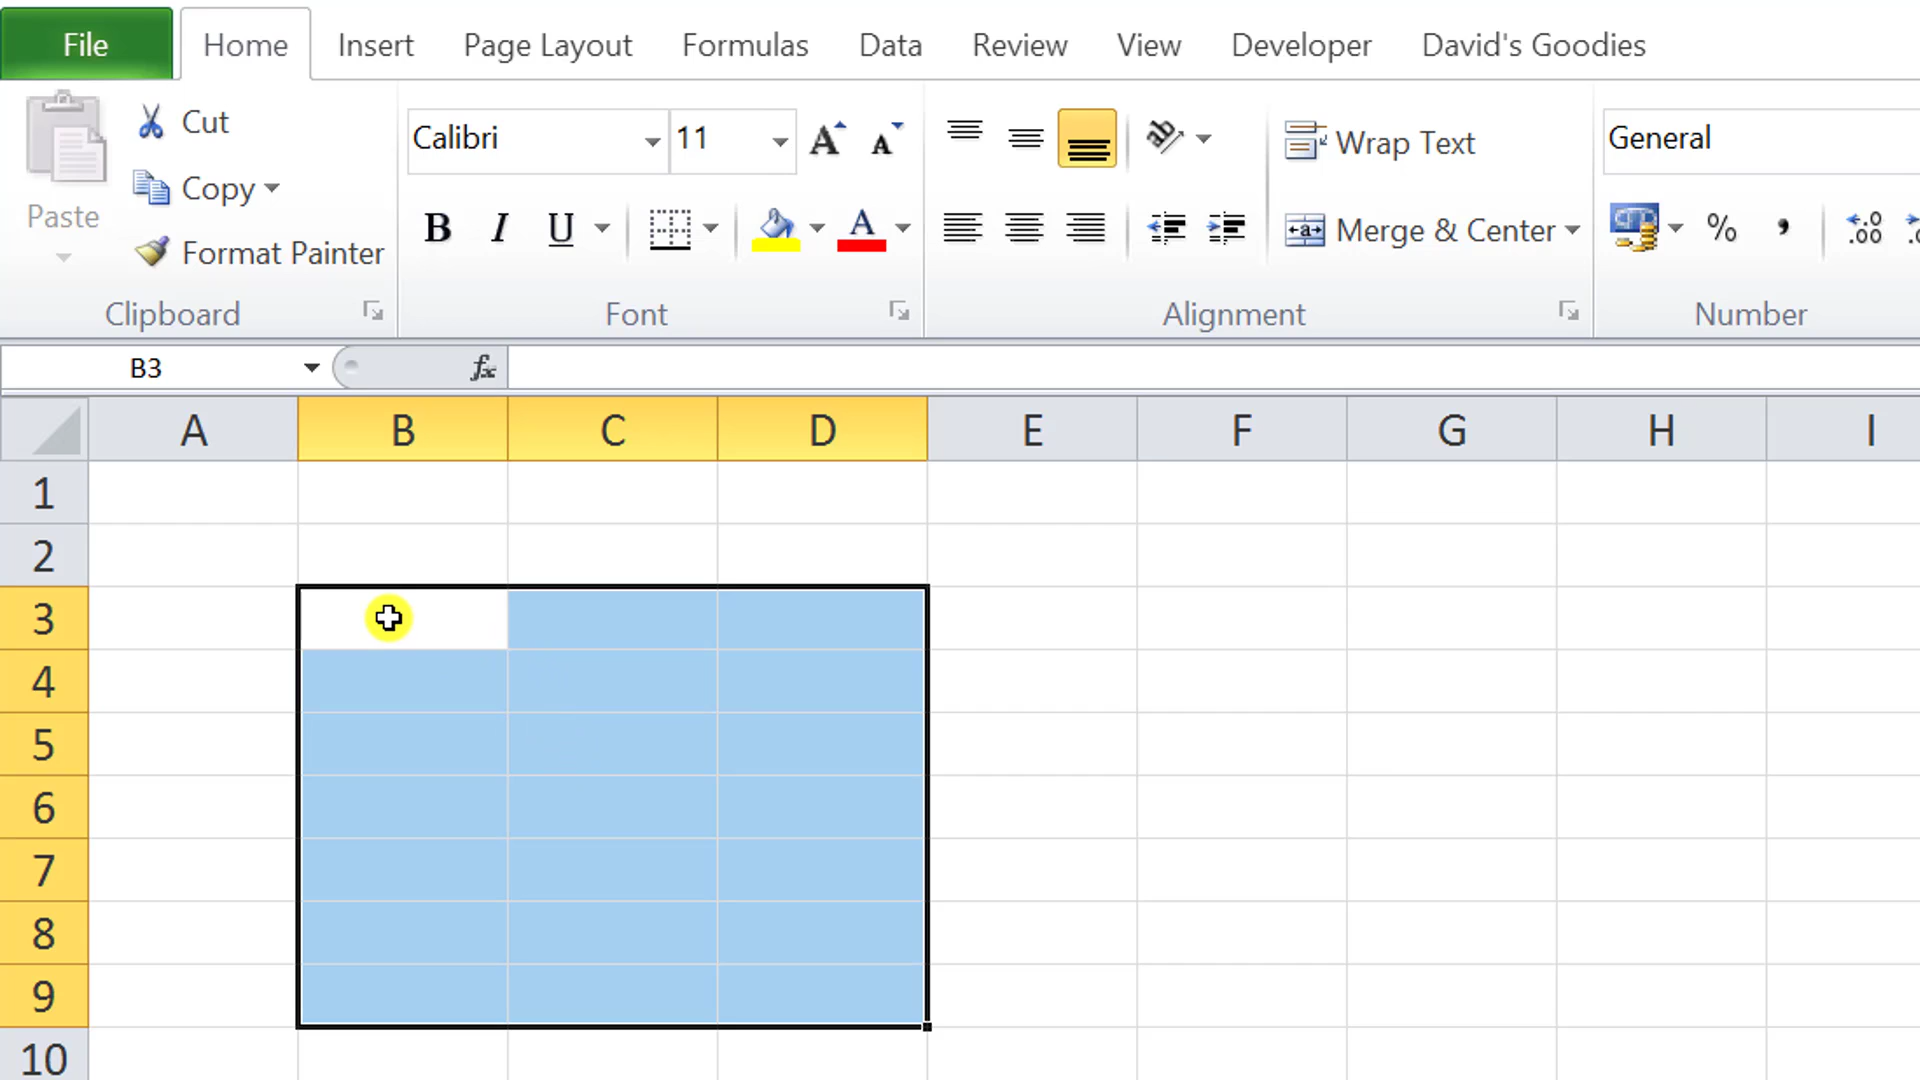 File Home Insert Page Layout Formulas Data Review View Developer David's Goodies
Cut
Copy
Format Painter
Paste
Clipboard
Calibri 11
B I U
Font
Wrap Text
Merge & Center
Alignment
General
% ,
Number
B3 fx
A B C D E F G H I
1
2
3
4
5
6
7
8
9
10